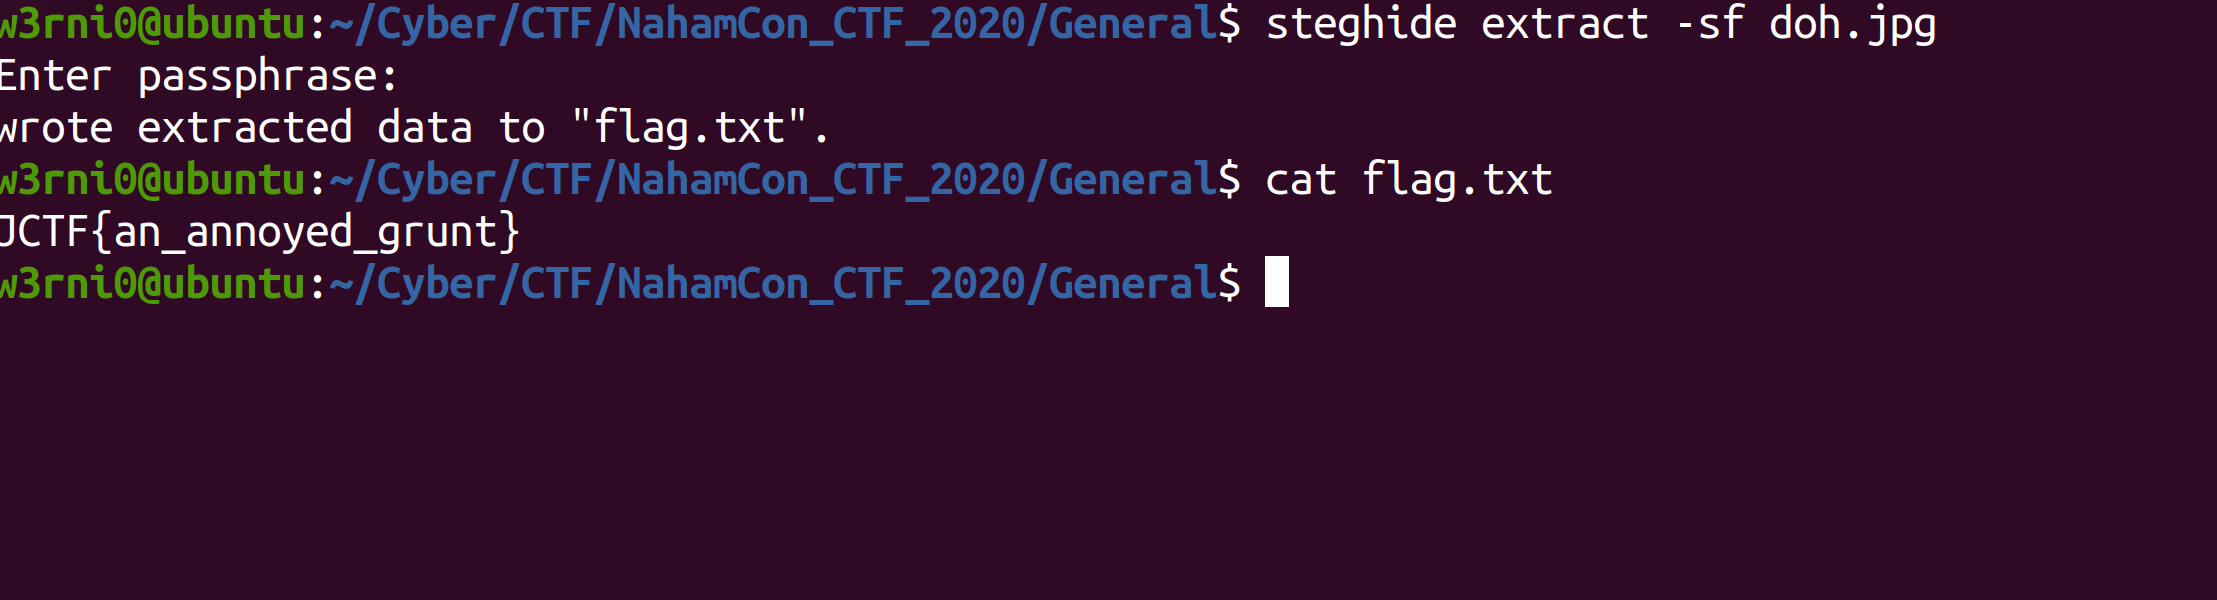 w3rni0@ubuntu:~/Cyber/CTF/NahamCon_CTF_2020/General$ steghide extract -sf doh.jpg
Enter passphrase:
wrote extracted data to "flag.txt".
w3rni0@ubuntu:~/Cyber/CTF/NahamCon_CTF_2020/General$ cat flag.txt
JCTF{an_annoyed_grunt}
w3rni0@ubuntu:~/Cyber/CTF/NahamCon_CTF_2020/General$